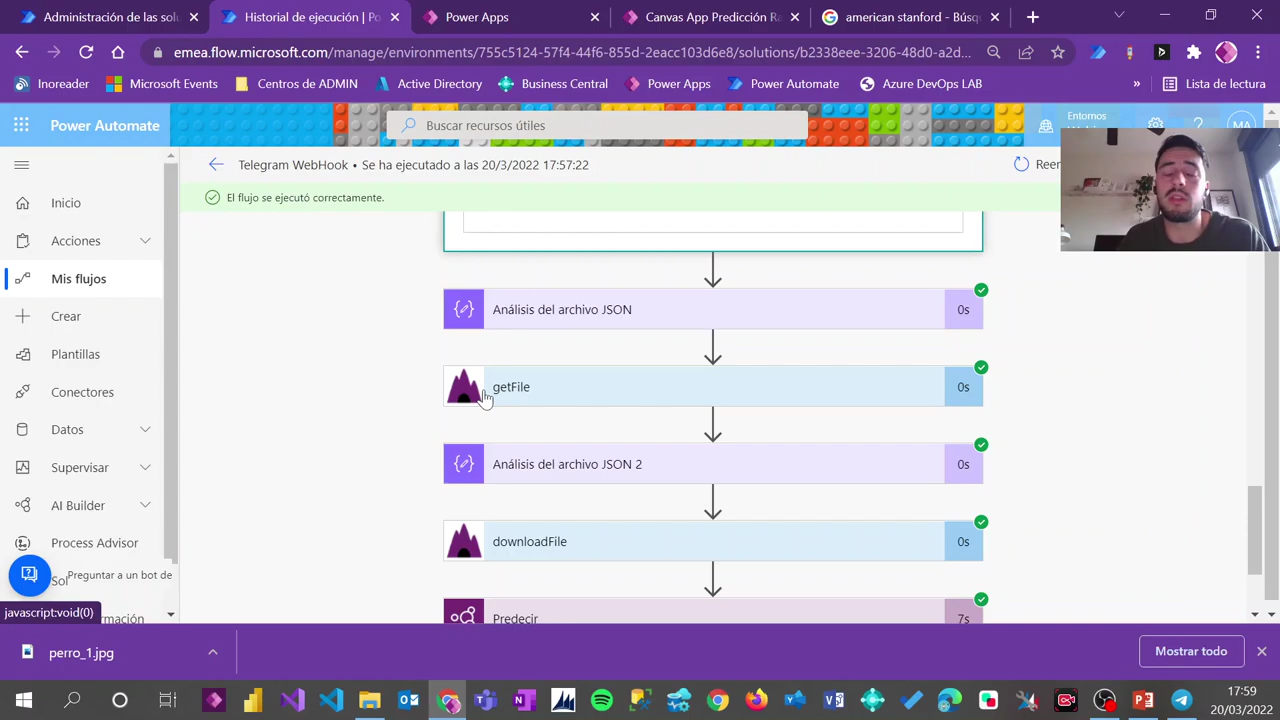 Administración de las solu
Historial de ejecución | Po
Power Apps
Canvas App Predicción Ra
american stanford - Búsq
emea.flow.microsoft.com/manage/environments/755c5124-57f4-44f6-855d-2eacc103d6e8/solutions/b2338eee-3206-48d0-a2d...
Inoreader
Microsoft Events
Centros de ADMIN
Active Directory
Business Central
Power Apps
Power Automate
Azure DevOps LAB
»
Lista de lectura
Power Automate
Buscar recursos útiles
Entornos
MA
Telegram WebHook • Se ha ejecutado a las 20/3/2022 17:57:22
Reen
El flujo se ejecutó correctamente.
Inicio
Acciones
Mis flujos
Crear
Plantillas
Conectores
Datos
Supervisar
AI Builder
Process Advisor
Sol
Preguntar a un bot de
javascript:void(0)
rmación
Análisis del archivo JSON
0s
getFile
0s
Análisis del archivo JSON 2
0s
downloadFile
0s
Predecir
7s
perro_1.jpg
Mostrar todo
17:59
20/03/2022